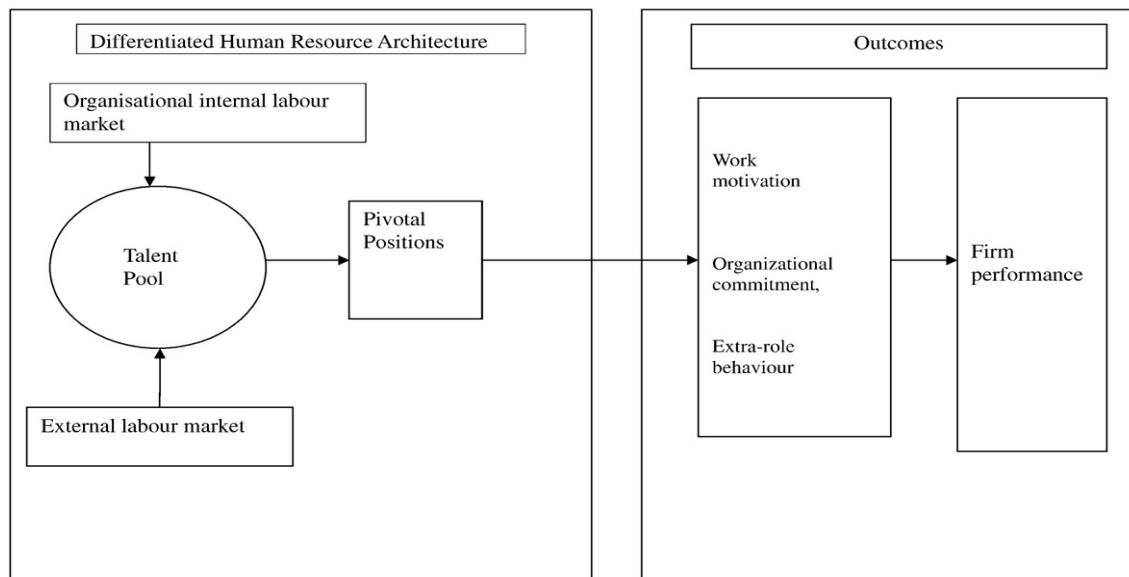 Differentiated Human Resource Architecture
Organisational internal labour
market
Talent
Pool
Pivotal
Positions
External labour market
Outcomes
Work
motivation
Organizational
commitment,
Extra-role
behaviour
Firm
performance